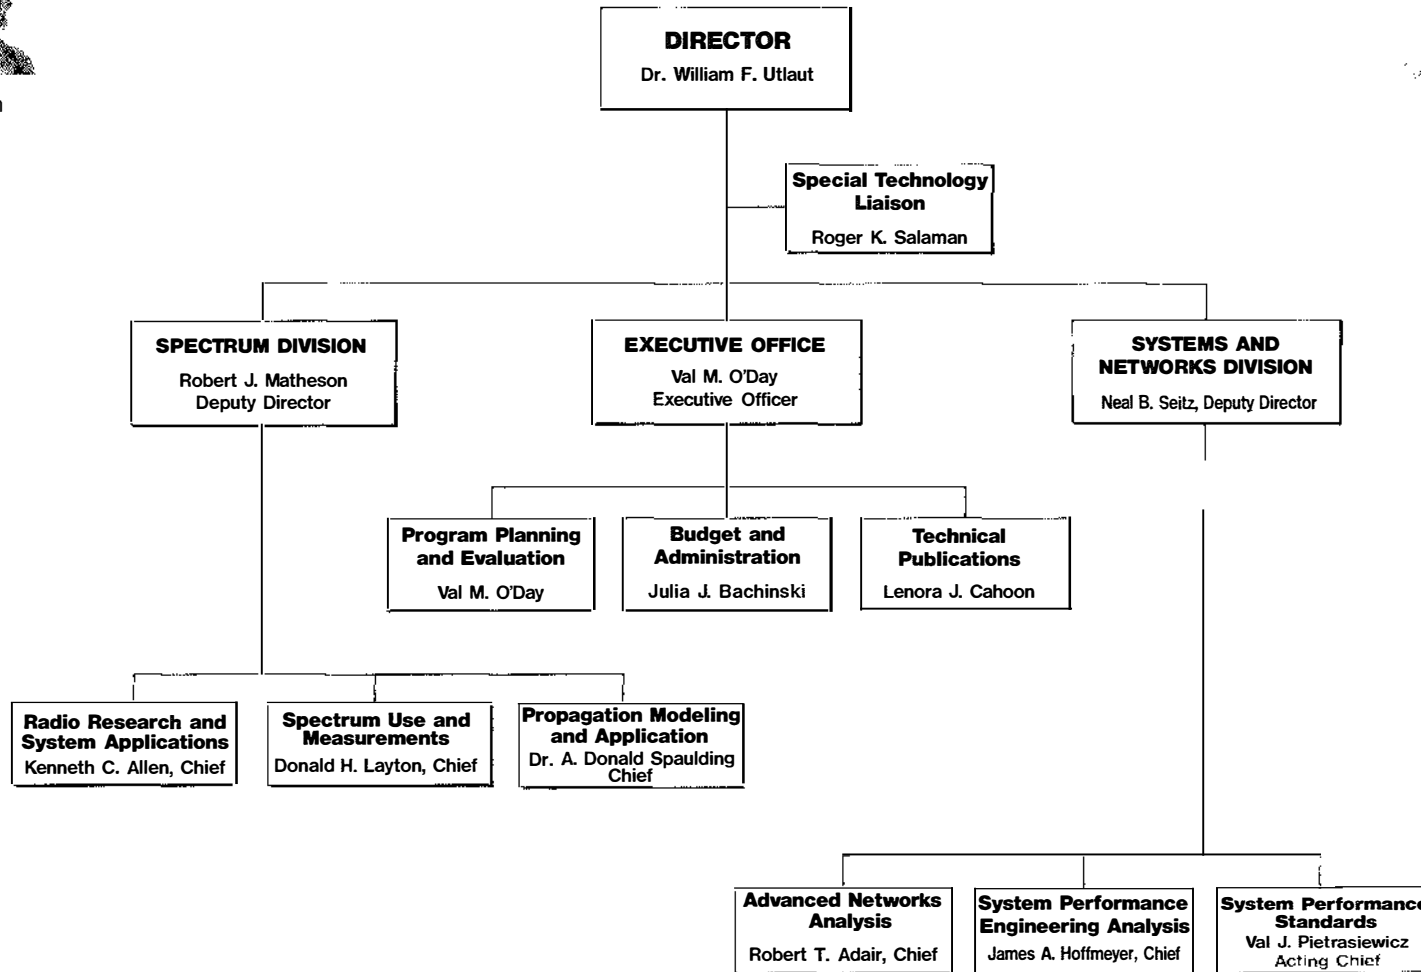 DIRECTOR
Dr. William F. Utlaut
Special Technology
Liaison
Roger K. Salaman
SPECTRUM DIVISION
Robert J. Matheson
Deputy Director
EXECUTIVE OFFICE
Val M. O'Day
Executive Officer
SYSTEMS AND
NETWORKS DIVISION
Neal B. Seitz, Deputy Director
Program Planning
and Evaluation
Val M. O'Day
Budget and
Administration
Julia J. Bachinski
Technical
Publications
Lenora J. Cahoon
Radio Research and
System Applications
Kenneth C. Allen, Chief
Spectrum Use and
Measurements
Donald H. Layton, Chief
Propagation Modeling
and Application
Dr. A. Donald Spaulding
Chief
Advanced Networks
Analysis
Robert T. Adair, Chief
System Performance
Engineering Analysis
James A. Hoffmeyer, Chief
System Performance
Standards
Val J. Pietrasiewicz
Acting Chief